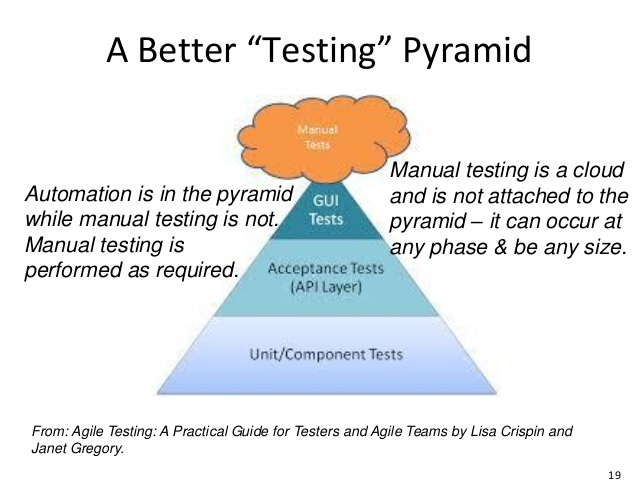 A Better “Testing” Pyramid
Manual
Tests
Automation is in the pyramid
while manual testing is not.
Manual testing is
performed as required.
Manual testing is a cloud
and is not attached to the
pyramid – it can occur at
any phase & be any size.
GUI
Tests
Acceptance Tests
(API Layer)
Unit/Component Tests
From: Agile Testing: A Practical Guide for Testers and Agile Teams by Lisa Crispin and
Janet Gregory.
19